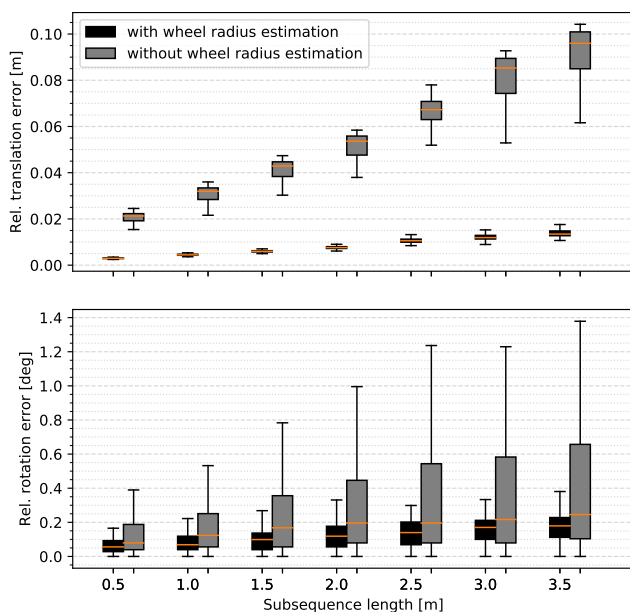 Rel. translation error [m]
0.10
0.08
0.06
0.04
0.02
0.00
with wheel radius estimation
without wheel radius estimation
Rel. rotation error [deg]
1.4
1.2
1.0
0.8
0.6
0.4
0.2
0.0
0.5 1.0 1.5 2.0 2.5 3.0 3.5
Subsequence length [m]